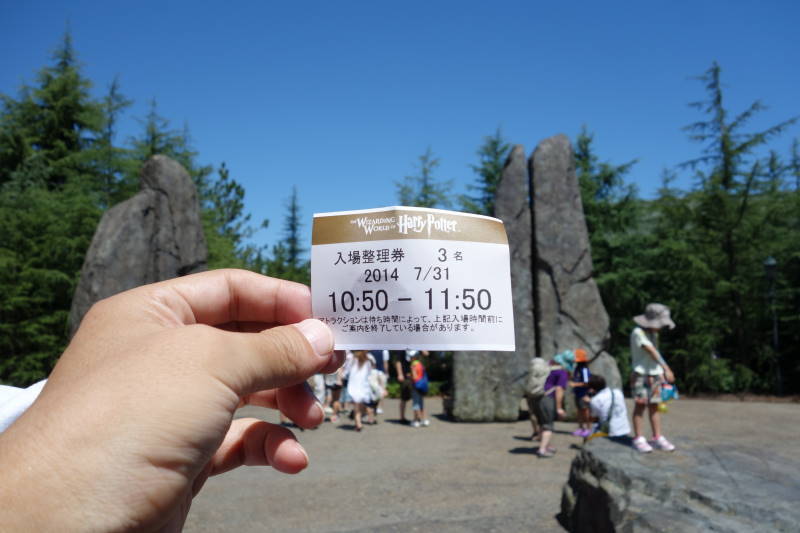 THE WIZARDING WORLD OF Harry Potter
入場整理券 3名
2014 7/31
10:50 - 11:50
アトラクションは待ち時間によって、上記入場時間前に
ご案内を終了している場合があります。